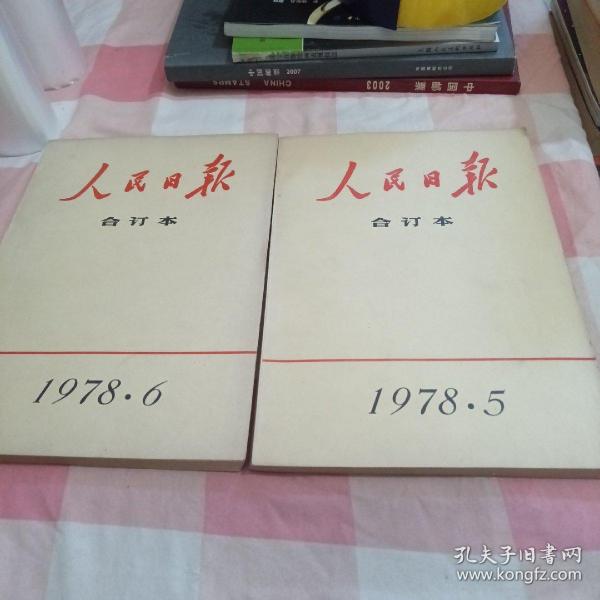 CHINA
STAMPS
2003
中国邮票
人民日报
合订本
1978·6
人民日报
合订本
1978·5
孔夫子旧书网
www.kongfz.com